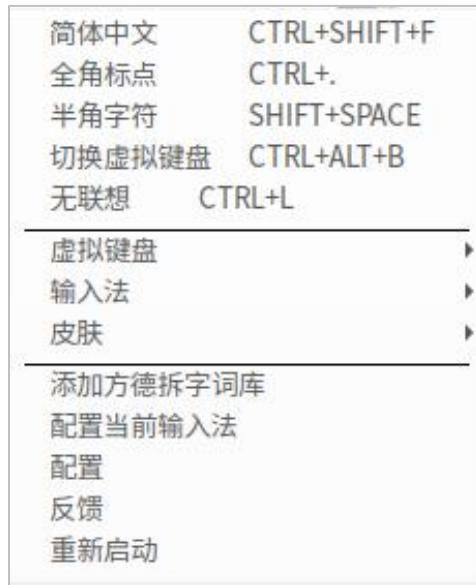 简体中文 CTRL+SHIFT+F
全角标点 CTRL+.
半角字符 SHIFT+SPACE
切换虚拟键盘 CTRL+ALT+B
无联想 CTRL+L
虚拟键盘
输入法
皮肤
添加方德拆字词库
配置当前输入法
配置
反馈
重新启动